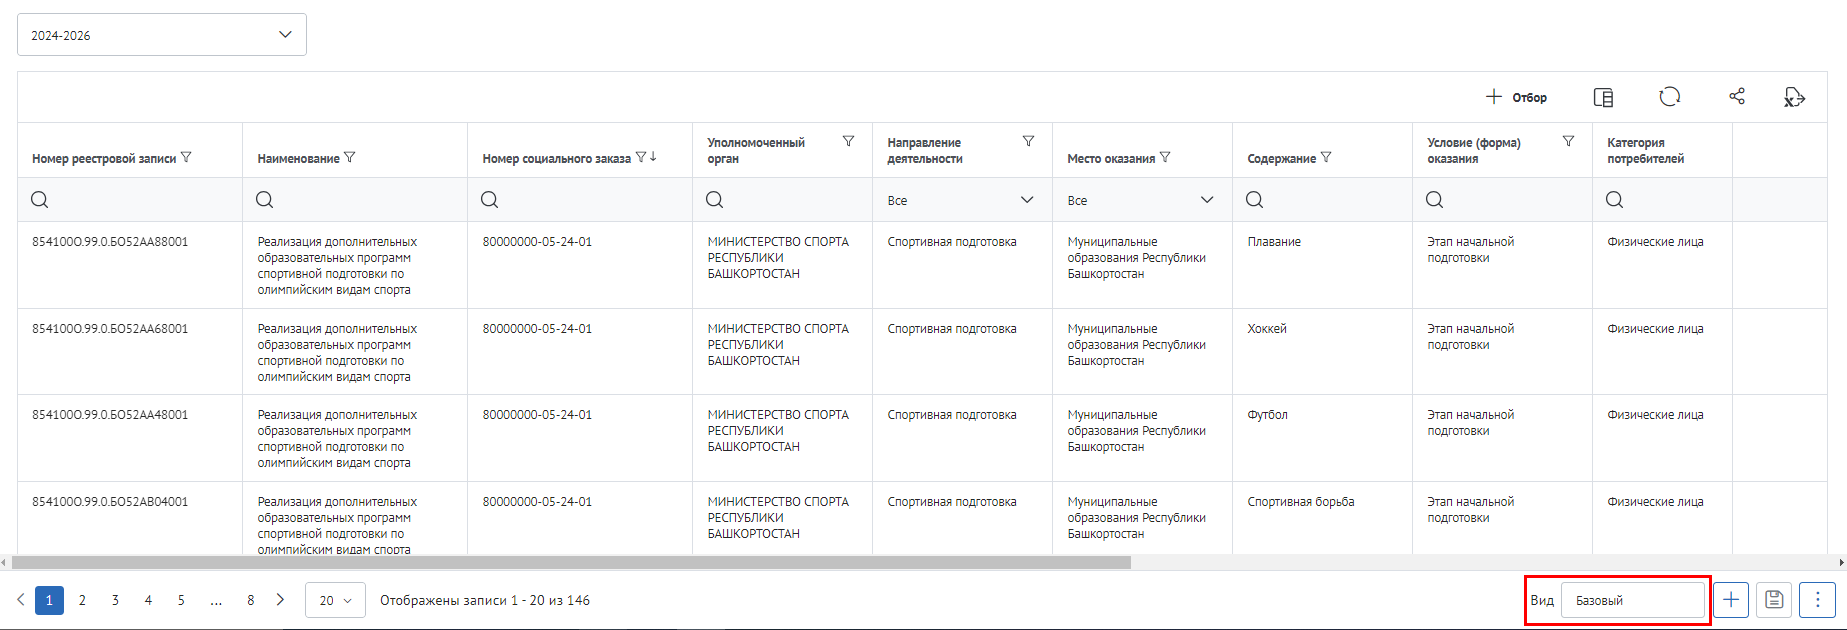 2024-2026
Отбор
Номер реестровой записи
Наименование
Номер социального заказа
Уполномоченный
орган
Направление
деятельности
Место оказания
Содержание
Условие (форма)
оказания
Категория
потребителей
Все
Все
854100О.99.0.БО52АА88001
Реализация дополнительных
образовательных программ
спортивной подготовки по
олимпийским видам спорта
80000000-05-24-01
МИНИСТЕРСТВО СПОРТА
РЕСПУБЛИКИ
БАШКОРТОСТАН
Спортивная подготовка
Муниципальные
образования Республики
Башкортостан
Плавание
Этап начальной
подготовки
Физические лица
854100О.99.0.БО52АА68001
Реализация дополнительных
образовательных программ
спортивной подготовки по
олимпийским видам спорта
80000000-05-24-01
МИНИСТЕРСТВО СПОРТА
РЕСПУБЛИКИ
БАШКОРТОСТАН
Спортивная подготовка
Муниципальные
образования Республики
Башкортостан
Хоккей
Этап начальной
подготовки
Физические лица
854100О.99.0.БО52АА48001
Реализация дополнительных
образовательных программ
спортивной подготовки по
олимпийским видам спорта
80000000-05-24-01
МИНИСТЕРСТВО СПОРТА
РЕСПУБЛИКИ
БАШКОРТОСТАН
Спортивная подготовка
Муниципальные
образования Республики
Башкортостан
Футбол
Этап начальной
подготовки
Физические лица
854100О.99.0.БО52АВ04001
Реализация дополнительных
образовательных программ
спортивной подготовки по
олимпийским видам спорта
80000000-05-24-01
МИНИСТЕРСТВО СПОРТА
РЕСПУБЛИКИ
БАШКОРТОСТАН
Спортивная подготовка
Муниципальные
образования Республики
Башкортостан
Спортивная борьба
Этап начальной
подготовки
Физические лица
1 2 3 4 5 ... 8
20
Отображены записи 1 - 20 из 146
Вид
Базовый